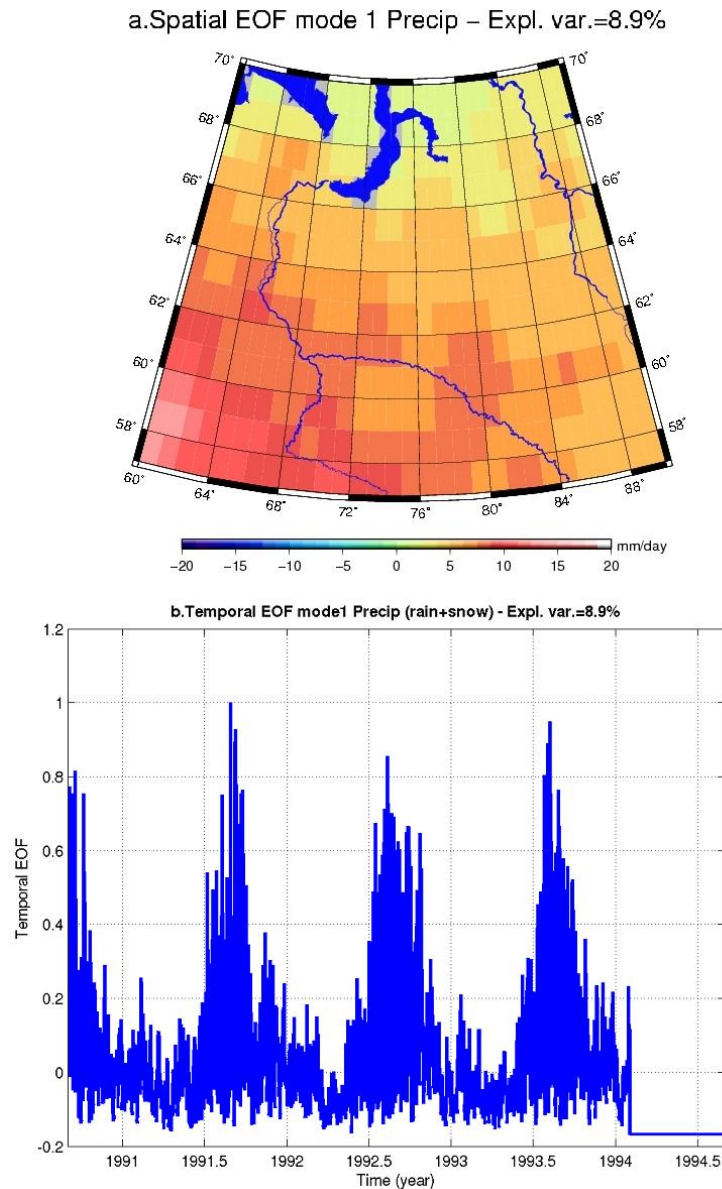 a.Spatial EOF mode 1 Precip – Expl. var.=8.9%
70˚ 70˚
68˚ 68˚
66˚ 66˚
64˚ 64˚
62˚ 62˚
60˚ 60˚
58˚ 58˚
60˚ 64˚ 68˚ 72˚ 76˚ 80˚ 84˚ 88˚
mm/day
−20 −15 −10 −5 0 5 10 15 20
b.Temporal EOF mode1 Precip (rain+snow) - Expl. var.=8.9%
1.2
1
0.8
0.6
0.4
0.2
0
-0.2
Temporal EOF
1991 1991.5 1992 1992.5 1993 1993.5 1994 1994.5
Time (year)